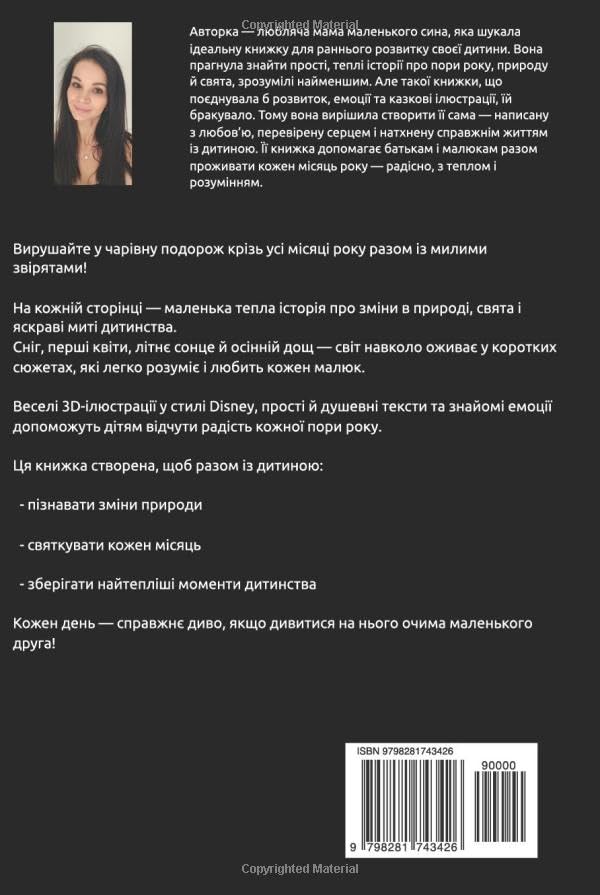 Copyrighted Material
Авторка — любляча мама маленького сина, яка шукала
ідеальну книжку для раннього розвитку своєї дитини. Вона
прагнула знайти прості, теплі історії про пори року, природу
й свята, зрозумілі найменшим. Але такої книжки, що
поєднувала б розвиток, емоції та казкові ілюстрації, їй
бракувало. Тому вона вирішила створити її сама — написану
з любов’ю, перевірену серцем і натхнену справжнім життям
із дитиною. Її книжка допомагає батькам і малюкам разом
проживати кожен місяць року — радісно, з теплом і
розумінням.
Вирушайте у чарівну подорож крізь усі місяці року разом із милими
звірятами!
На кожній сторінці — маленька тепла історія про зміни в природі, свята і
яскраві миті дитинства.
Сніг, перші квіти, літнє сонце й осінній дощ — світ навколо оживає у коротких
сюжетах, які легко розуміє і любить кожен малюк.
Веселі 3D-ілюстрації у стилі Disney, прості й душевні тексти та знайомі емоції
допоможуть дітям відчути радість кожної пори року.
Ця книжка створена, щоб разом із дитиною:
- пізнавати зміни природи
- святкувати кожен місяць
- зберігати найтепліші моменти дитинства
Кожен день — справжнє диво, якщо дивитися на нього очима маленького
друга!
ISBN 9798281743426
90000
9 798281 743426
Copyrighted Material